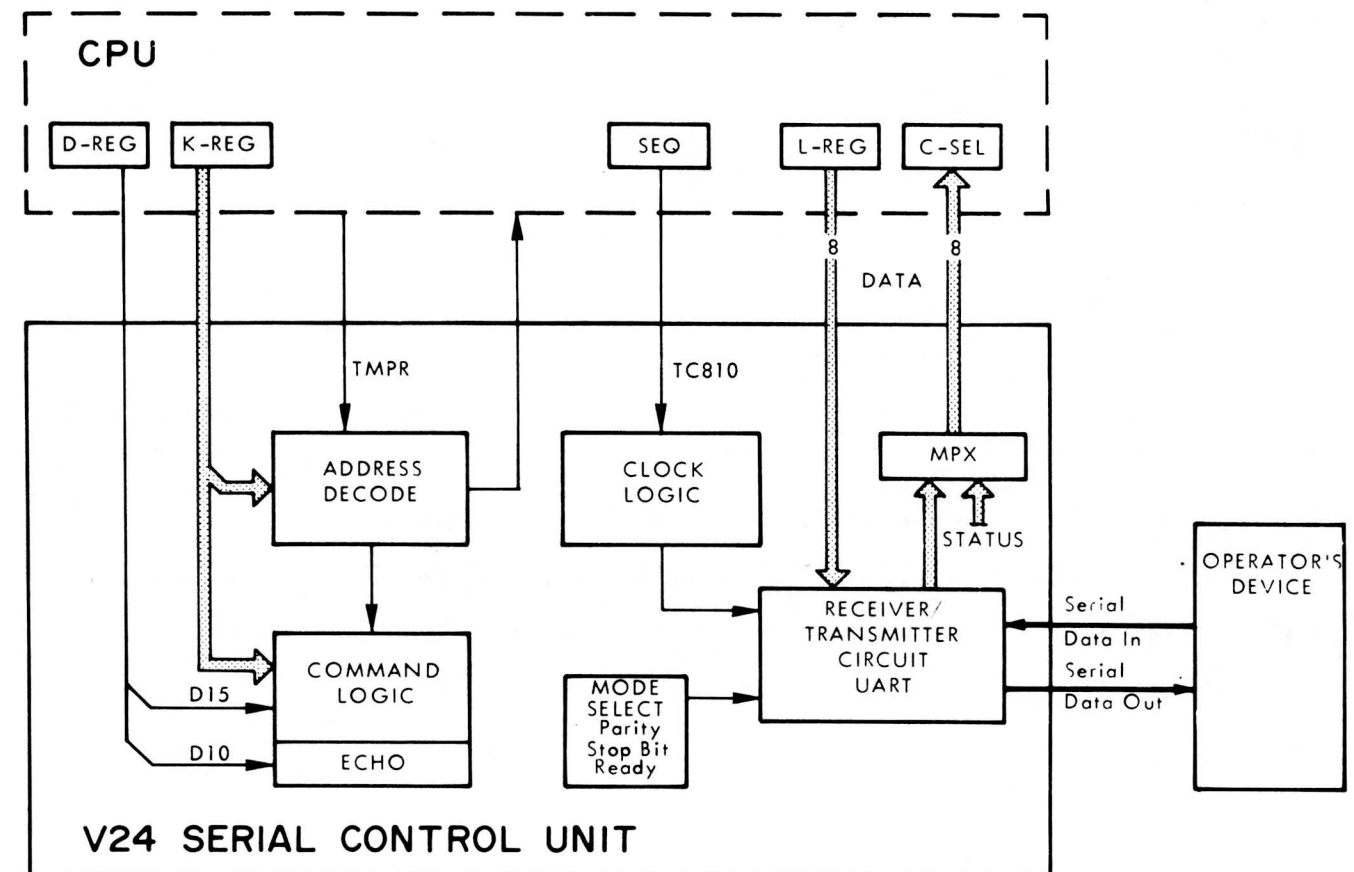 CPU
D-REG
K-REG
SEQ
L-REG
C-SEL
8
8
DATA
TMPR
TC810
ADDRESS
DECODE
CLOCK
LOGIC
MPX
STATUS
OPERATOR'S
DEVICE
RECEIVER/
TRANSMITTER
CIRCUIT
UART
Serial
Data In
Serial
Data Out
COMMAND
LOGIC
D15
D10
ECHO
MODE
SELECT
Parity
Stop Bit
Ready
V24 SERIAL CONTROL UNIT